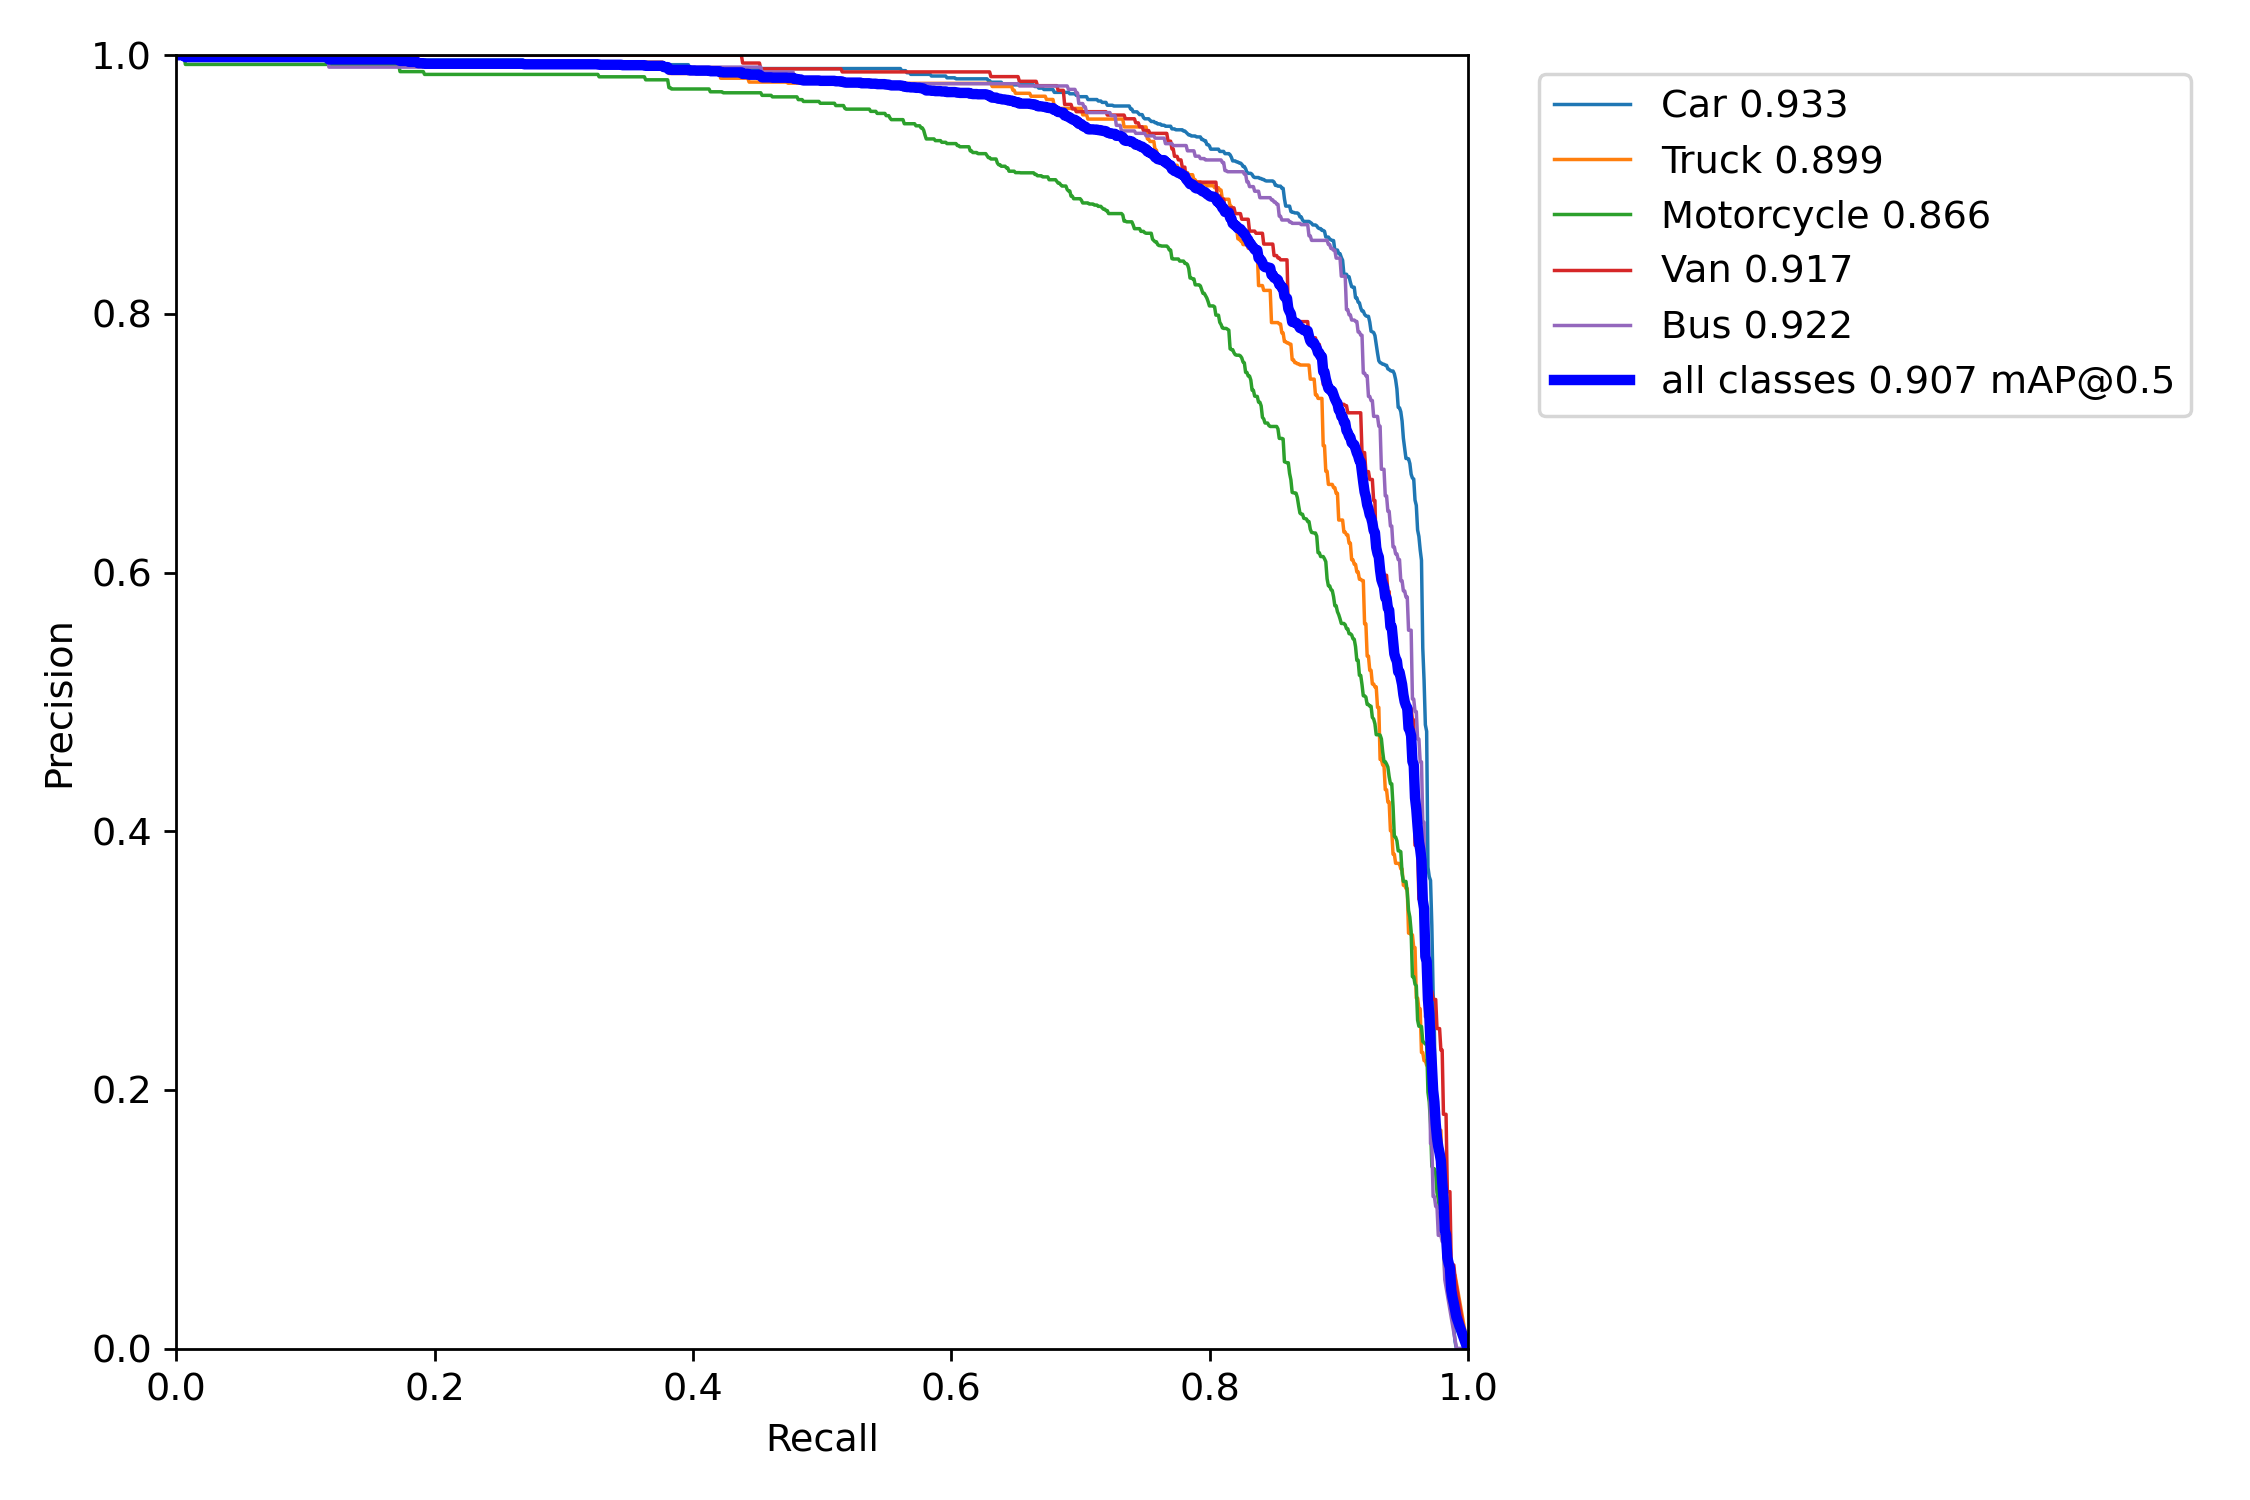 1.0
0.8
0.6
0.4
0.2
0.0
Precision
0.0 0.2 0.4 0.6 0.8 1.0
Recall
Car 0.933
Truck 0.899
Motorcycle 0.866
Van 0.917
Bus 0.922
all classes 0.907 mAP@0.5